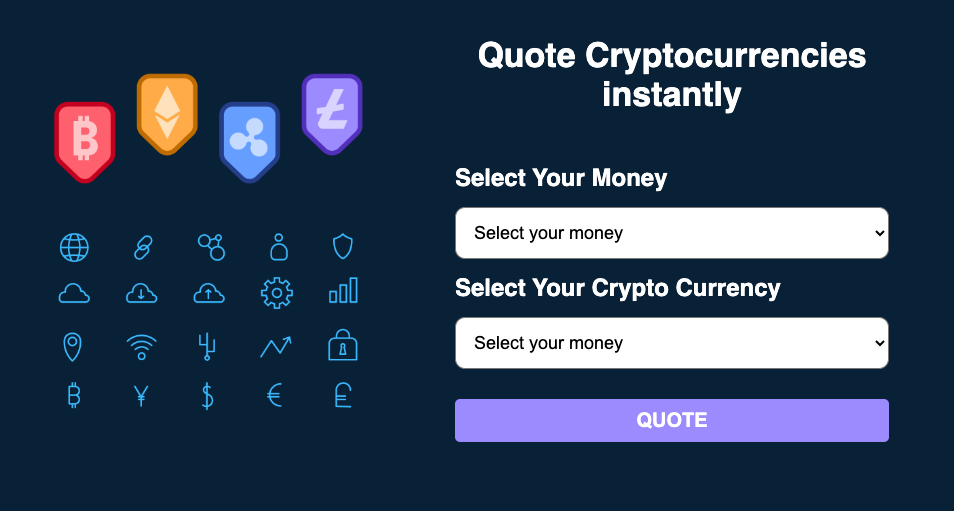 Quote Cryptocurrencies
instantly
Select Your Money
Select your money
Select Your Crypto Currency
Select your money
QUOTE